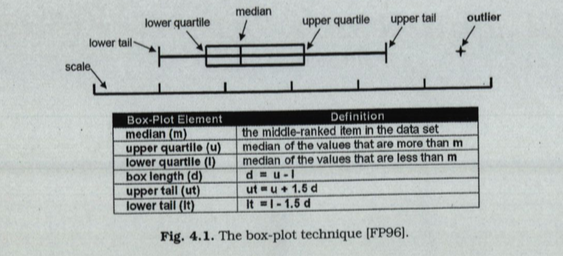 median
lower quartile
upper quartile
upper tail
outlier
lower tail
scale
Box-Plot Element Definition
median (m) the middle-ranked item in the data set
upper quartile (u) median of the values that are more than m
lower quartile (l) median of the values that are less than m
box length (d) d = u - l
upper tail (ut) ut = u + 1.5 d
lower tail (lt) lt = l - 1.5 d
Fig. 4.1. The box-plot technique [FP96].